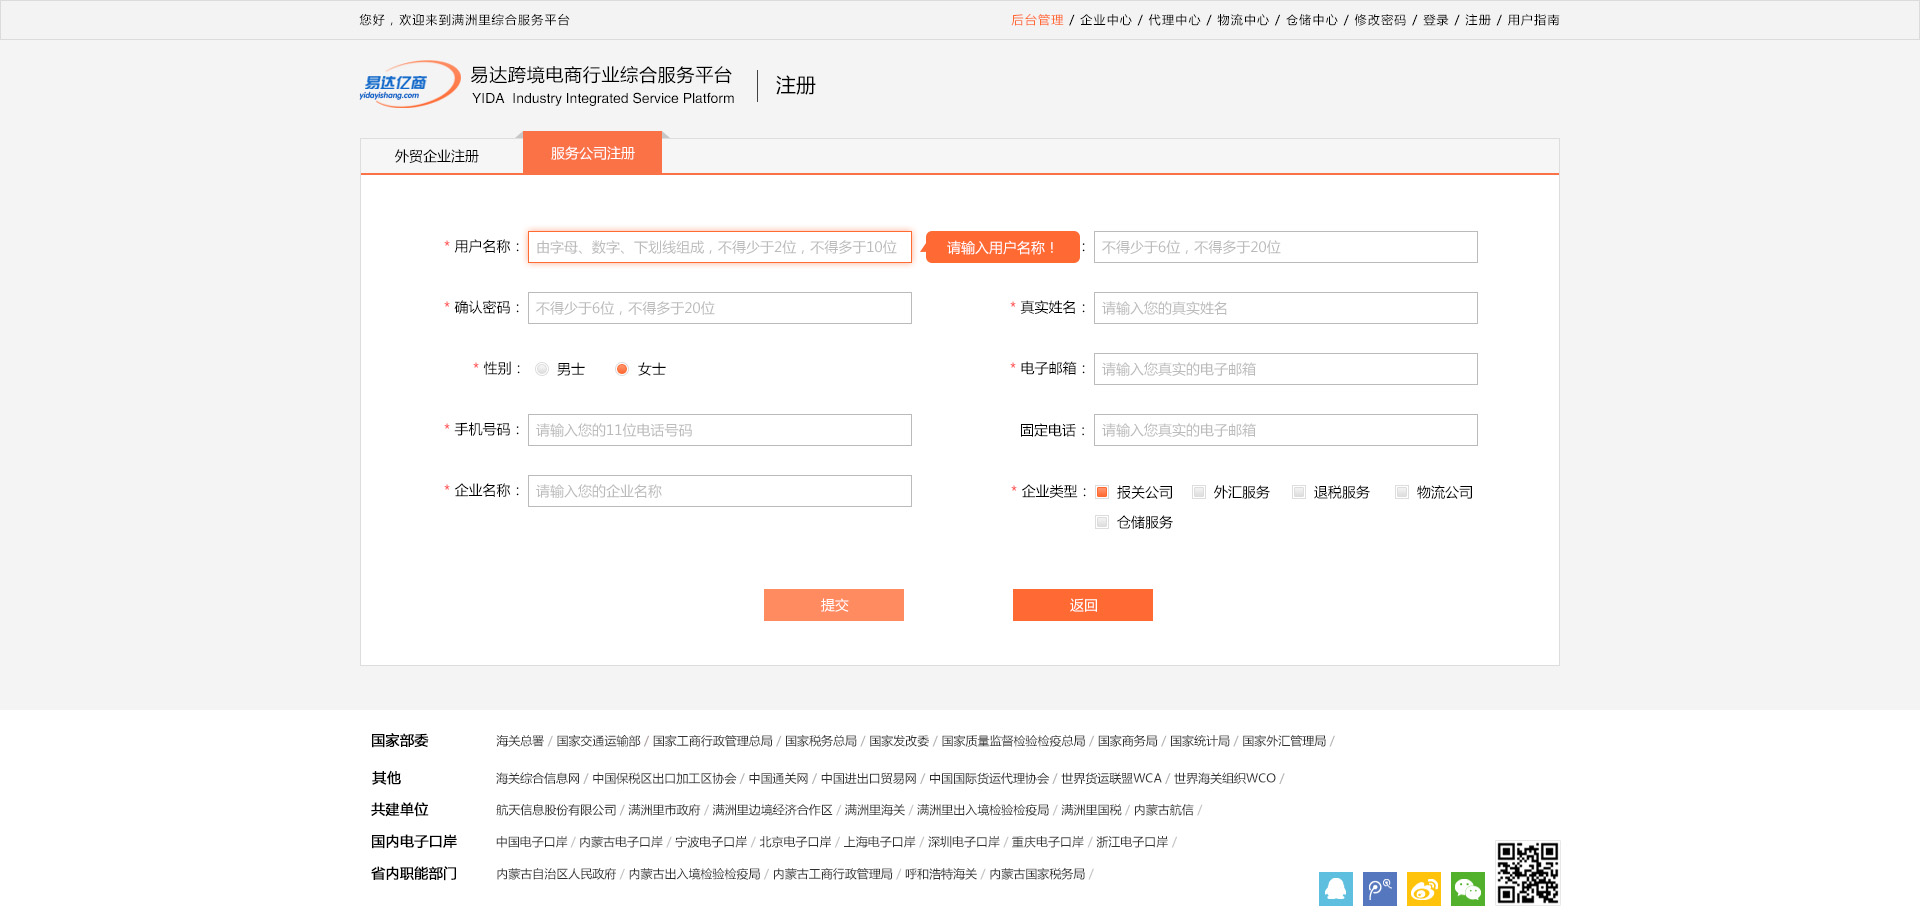 您好，欢迎来到满洲里综合服务平台
后台管理 / 企业中心 / 代理中心 / 物流中心 / 仓储中心 / 修改密码 / 登录 / 注册 / 用户指南
易达亿商
yidayishang.com
易达跨境电商行业综合服务平台
YIDA Industry Integrated Service Platform
注册
外贸企业注册
服务公司注册
* 用户名称： 由字母、数字、下划线组成，不得少于2位，不得多于10位 请输入用户名称！ ： 不得少于6位，不得多于20位
* 确认密码： 不得少于6位，不得多于20位 * 真实姓名： 请输入您的真实姓名
* 性别： 男士 女士 * 电子邮箱： 请输入您真实的电子邮箱
* 手机号码： 请输入您的11位电话号码 固定电话： 请输入您真实的电子邮箱
* 企业名称： 请输入您的企业名称 * 企业类型： 报关公司 外汇服务 退税服务 物流公司
仓储服务
提交 返回
国家部委 海关总署 / 国家交通运输部 / 国家工商行政管理总局 / 国家税务总局 / 国家发改委 / 国家质量监督检验检疫总局 / 国家商务局 / 国家统计局 / 国家外汇管理局 /
其他 海关综合信息网 / 中国保税区出口加工区协会 / 中国通关网 / 中国进出口贸易网 / 中国国际货运代理协会 / 世界货运联盟WCA / 世界海关组织WCO /
共建单位 航天信息股份有限公司 / 满洲里市政府 / 满洲里边境经济合作区 / 满洲里海关 / 满洲里出入境检验检疫局 / 满洲里国税 / 内蒙古航信 /
国内电子口岸 中国电子口岸 / 内蒙古电子口岸 / 宁波电子口岸 / 北京电子口岸 / 上海电子口岸 / 深圳电子口岸 / 重庆电子口岸 / 浙江电子口岸 /
省内职能部门 内蒙古自治区人民政府 / 内蒙古出入境检验检疫局 / 内蒙古工商行政管理局 / 呼和浩特海关 / 内蒙古国家税务局 /